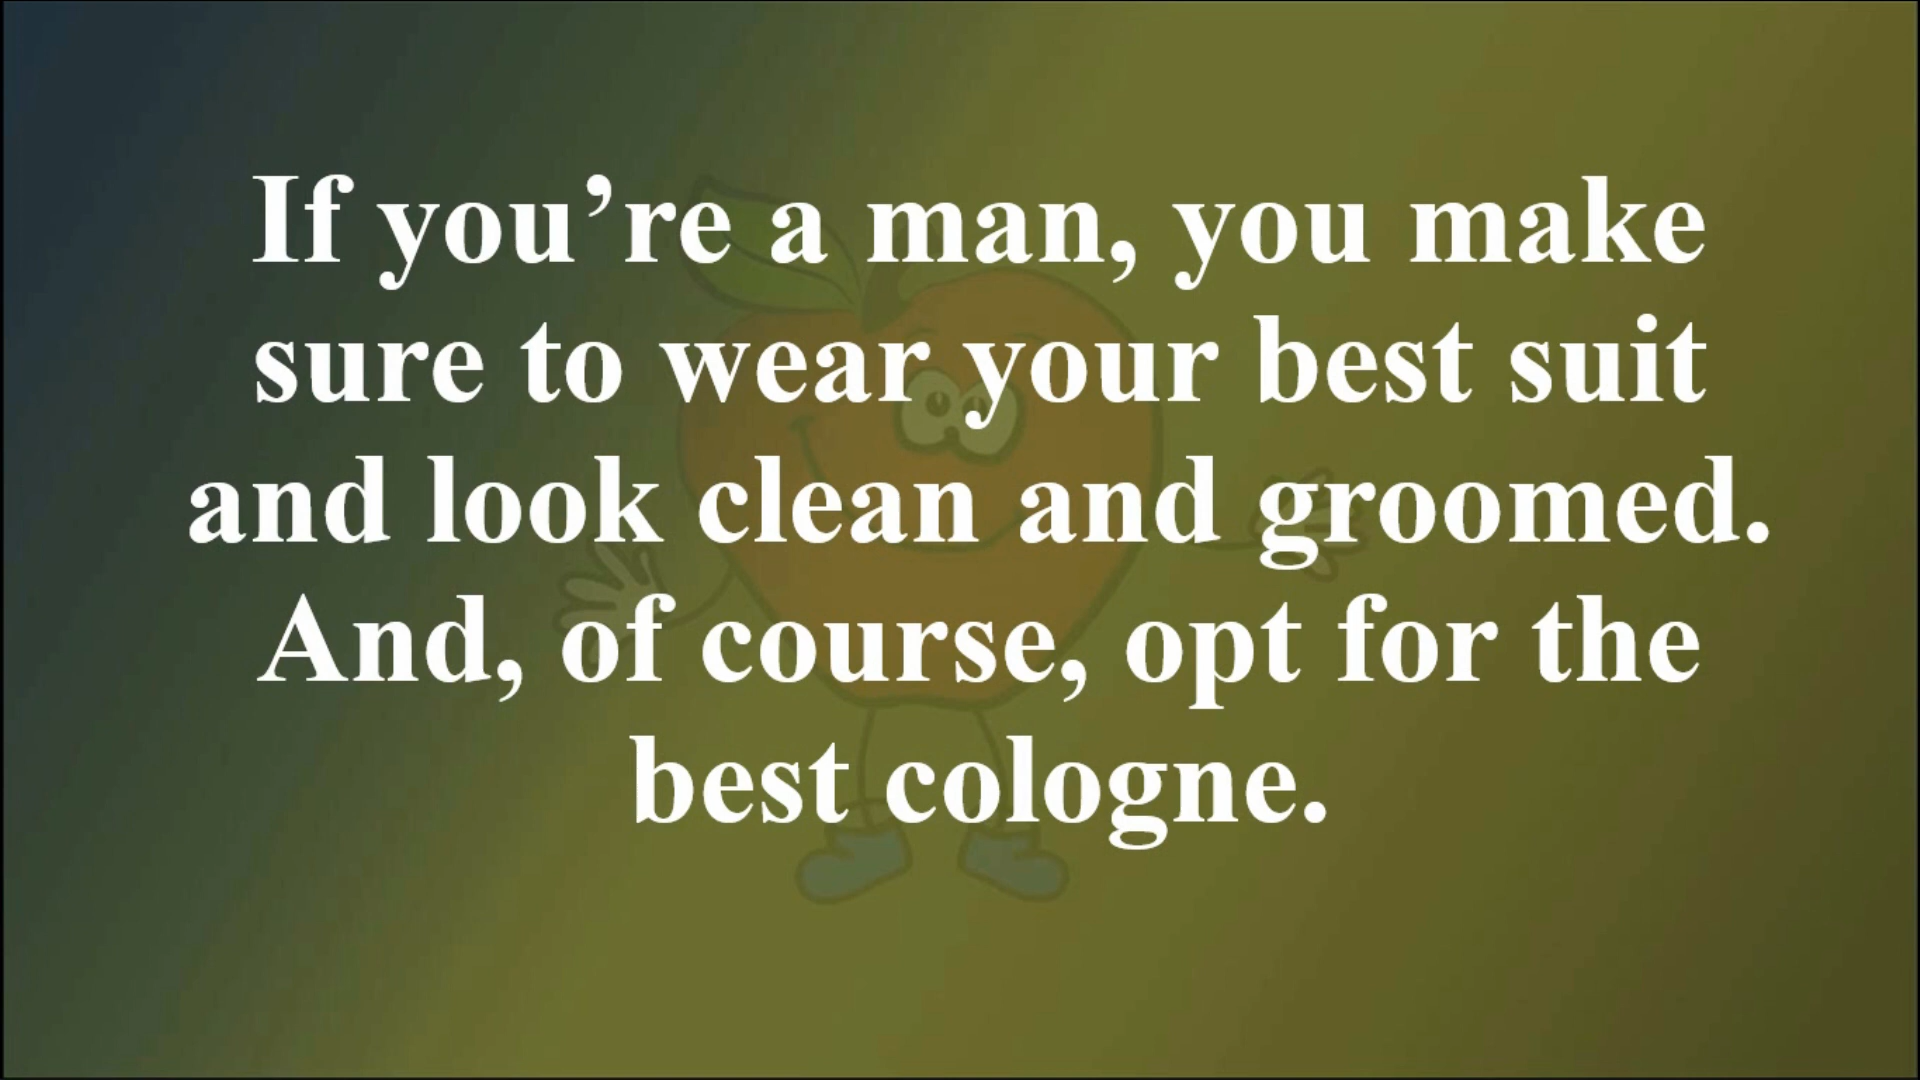 If you’re a man, you make
sure to wear your best suit
and look clean and groomed.
And, of course, opt for the
best cologne.